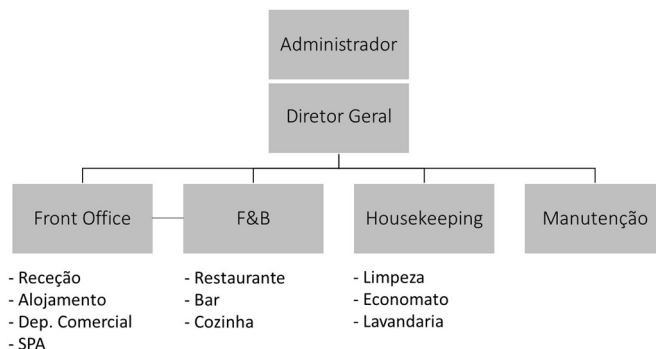 Administrador
Diretor Geral
Front Office
F&B
Housekeeping
Manutenção
- Receção
- Alojamento
- Dep. Comercial
- SPA
- Restaurante
- Bar
- Cozinha
- Limpeza
- Economato
- Lavandaria